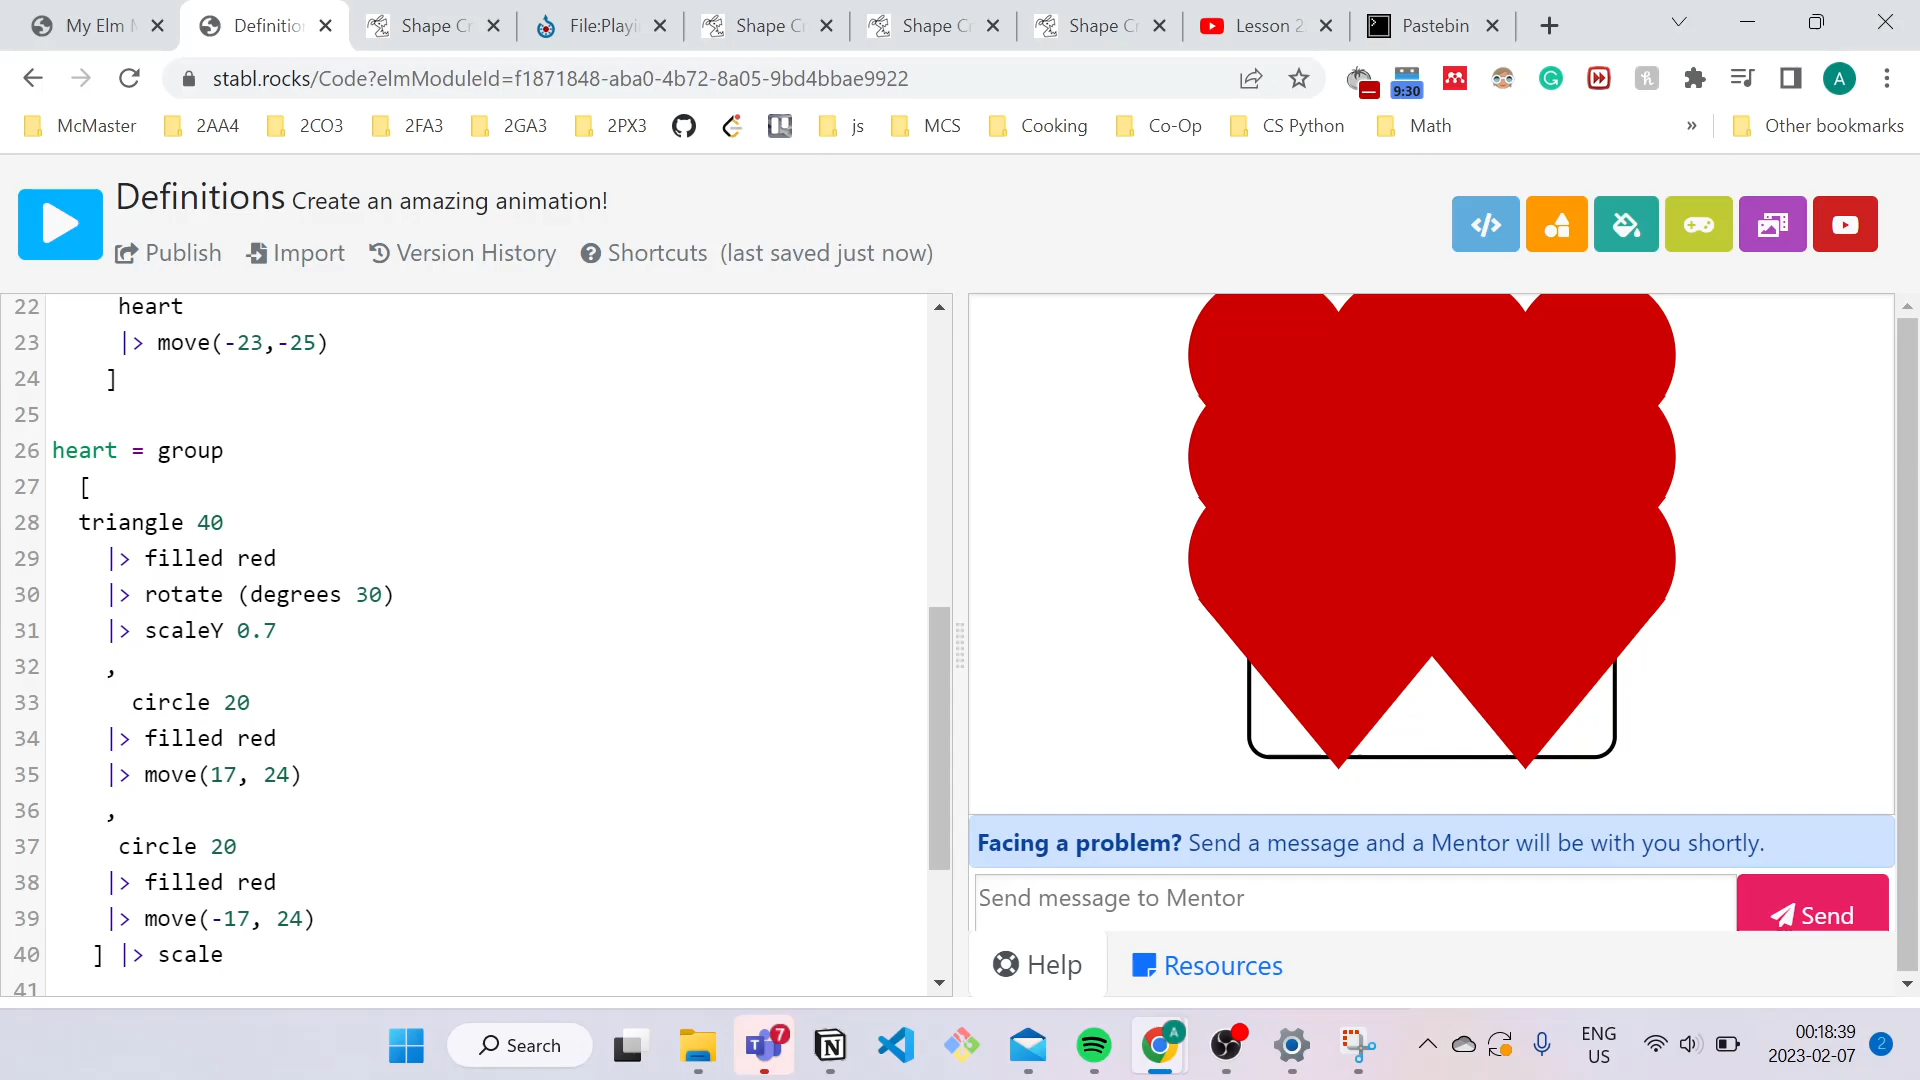 My Elm M
Definitio
Shape Cr
File:Playi
Shape Cr
Shape Cr
Shape Cr
Lesson 2
Pastebin
stabl.rocks/Code?elmModuleId=f1871848-aba0-4b72-8a05-9bd4bbae9922
9:30
A
McMaster 2AA4 2CO3 2FA3 2GA3 2PX3 js MCS Cooking Co-Op CS Python Math » Other bookmarks
Definitions Create an amazing animation!
Publish Import Version History Shortcuts (last saved just now)
22 heart
23 |> move(-23,-25)
24 ]
25
26 heart = group
27 [
28 triangle 40
29 |> filled red
30 |> rotate (degrees 30)
31 |> scaleY 0.7
32 ,
33 circle 20
34 |> filled red
35 |> move(17, 24)
36 ,
37 circle 20
38 |> filled red
39 |> move(-17, 24)
40 ] |> scale
41
Facing a problem? Send a message and a Mentor will be with you shortly.
Send message to Mentor
Send
Help
Resources
Search
7
A
ENG
US
00:18:39
2023-02-07
2